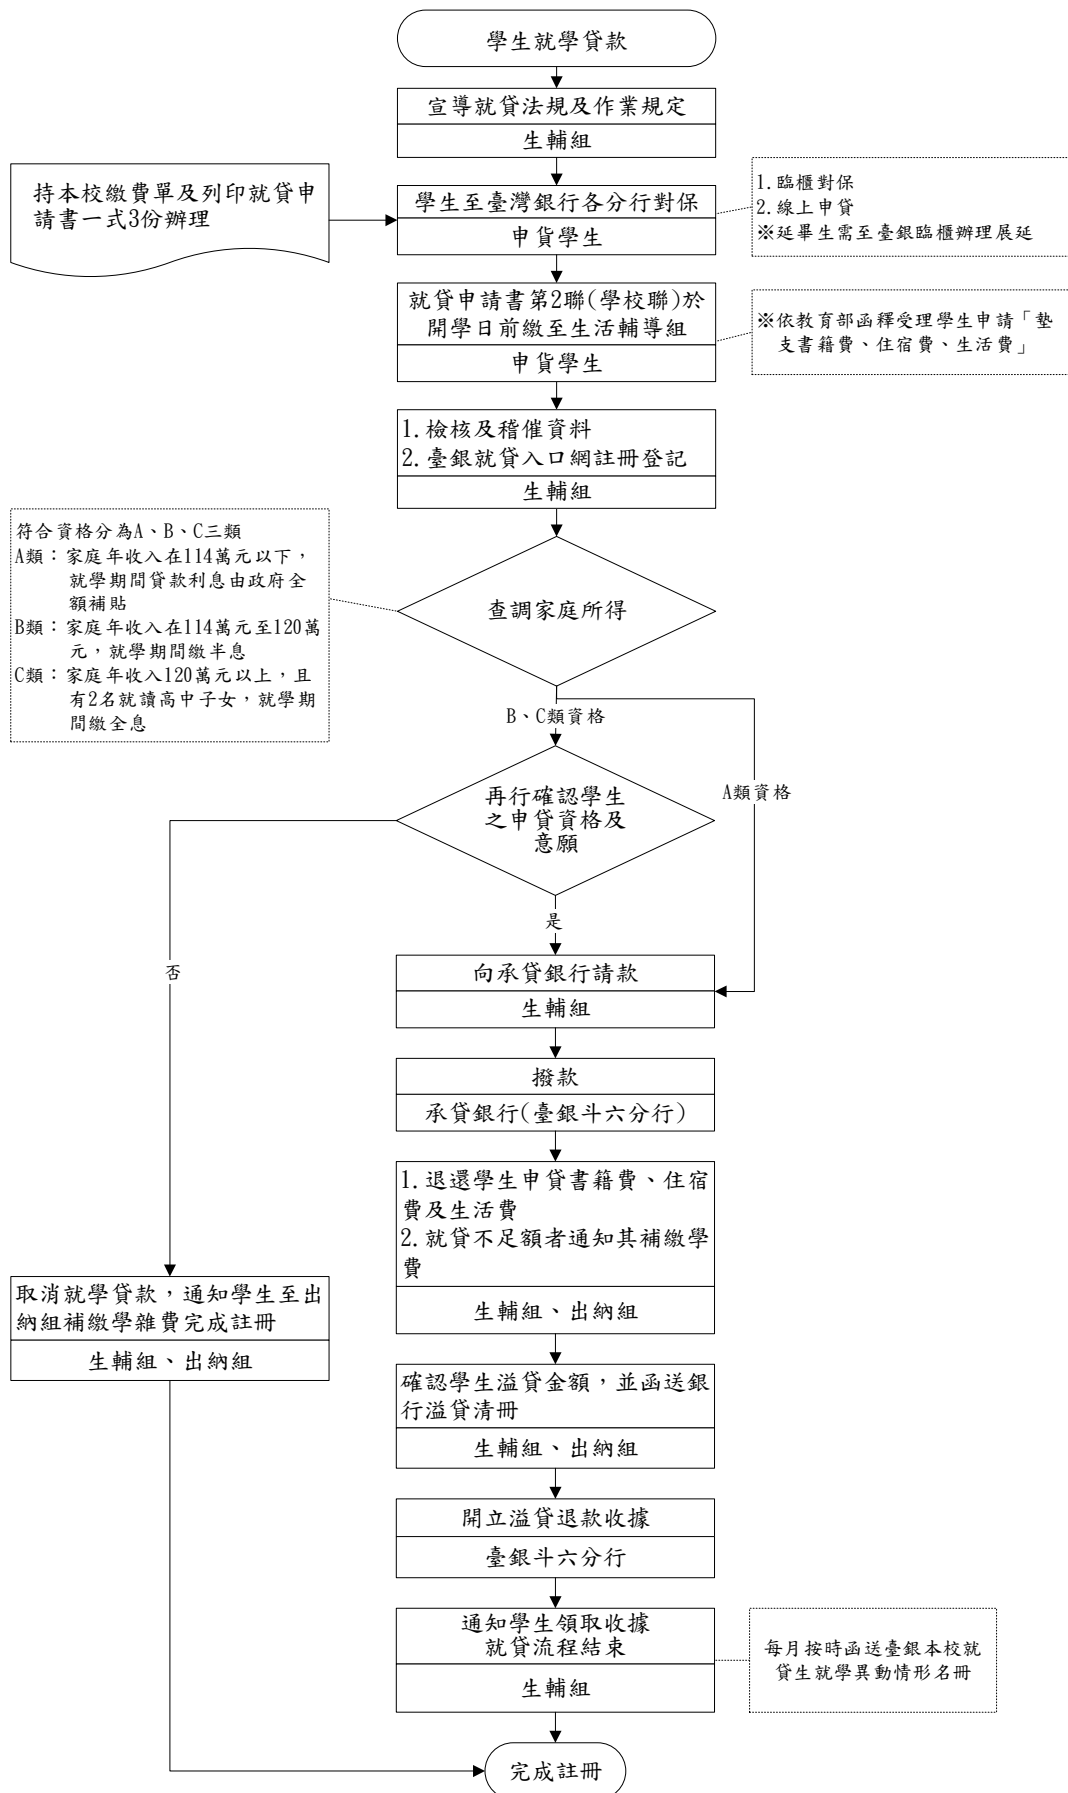 學生就學貸款
宣導就貸法規及作業規定
生輔組
持本校繳費單及列印就貸申
請書一式3份辦理
學生至臺灣銀行各分行對保
申貸學生
1.臨櫃對保
2.線上申貸
※延畢生需至臺銀臨櫃辦理展延
就貸申請書第2聯(學校聯)於
開學日前繳至生活輔導組
申貸學生
※依教育部函釋受理學生申請「墊
支書籍費、住宿費、生活費」
1.檢核及稽催資料
2.臺銀就貸入口網註冊登記
生輔組
符合資格分為A、B、C三類
A類：家庭年收入在114萬元以下，
就學期間貸款利息由政府全
額補貼
B類：家庭年收入在114萬元至120萬
元，就學期間繳半息
C類：家庭年收入120萬元以上，且
有2名就讀高中子女，就學期
間繳全息
查調家庭所得
B、C類資格
A類資格
再行確認學生
之申貸資格及
意願
是
否
向承貸銀行請款
生輔組
撥款
承貸銀行(臺銀斗六分行)
1.退還學生申貸書籍費、住宿
費及生活費
2.就貸不足額者通知其補繳學
費
生輔組、出納組
取消就學貸款，通知學生至出
納組補繳學雜費完成註冊
生輔組、出納組
確認學生溢貸金額，並函送銀
行溢貸清冊
生輔組、出納組
開立溢貸退款收據
臺銀斗六分行
通知學生領取收據
就貸流程結束
生輔組
每月按時函送臺銀本校就
貸生就學異動情形名冊
完成註冊